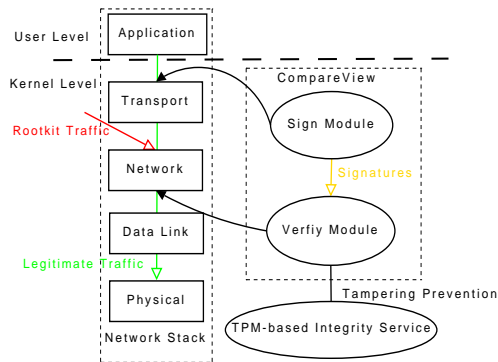 User Level
Application
Kernel Level
CompareView
Transport
Sign Module
Rootkit Traffic
Network
Signatures
Data Link
Verfiy Module
Legitimate Traffic
Physical
Tampering Prevention
Network Stack
TPM-based Integrity Service